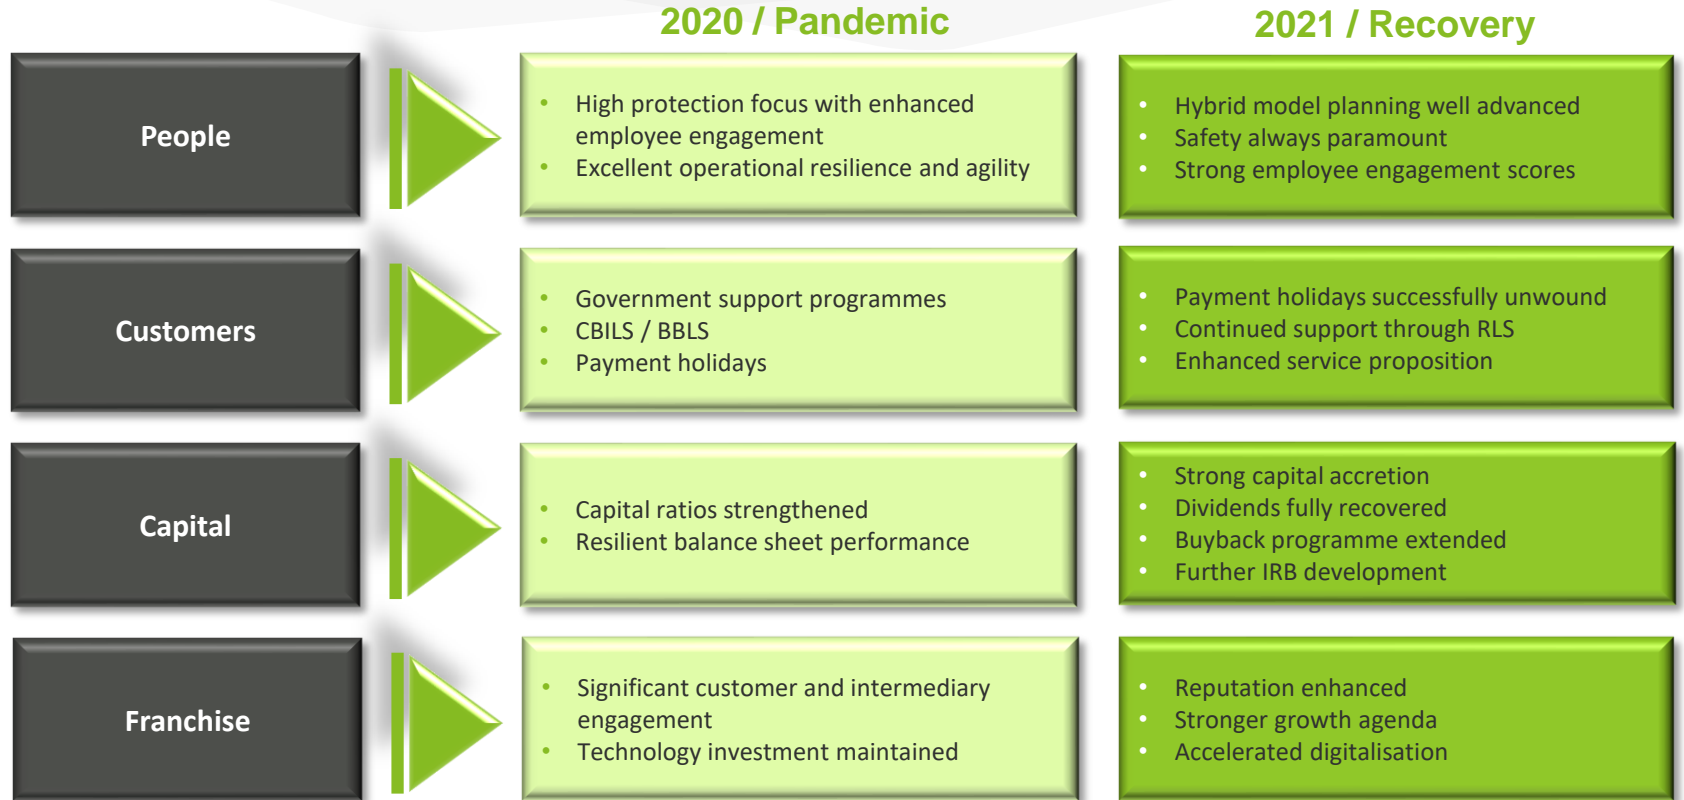 2020 / Pandemic
2021 / Recovery
People
• High protection focus with enhanced
employee engagement
• Excellent operational resilience and agility
• Hybrid model planning well advanced
• Safety always paramount
• Strong employee engagement scores
Customers
• Government support programmes
• CBILS / BBLS
• Payment holidays
• Payment holidays successfully unwound
• Continued support through RLS
• Enhanced service proposition
Capital
• Capital ratios strengthened
• Resilient balance sheet performance
• Strong capital accretion
• Dividends fully recovered
• Buyback programme extended
• Further IRB development
Franchise
• Significant customer and intermediary
engagement
• Technology investment maintained
• Reputation enhanced
• Stronger growth agenda
• Accelerated digitalisation